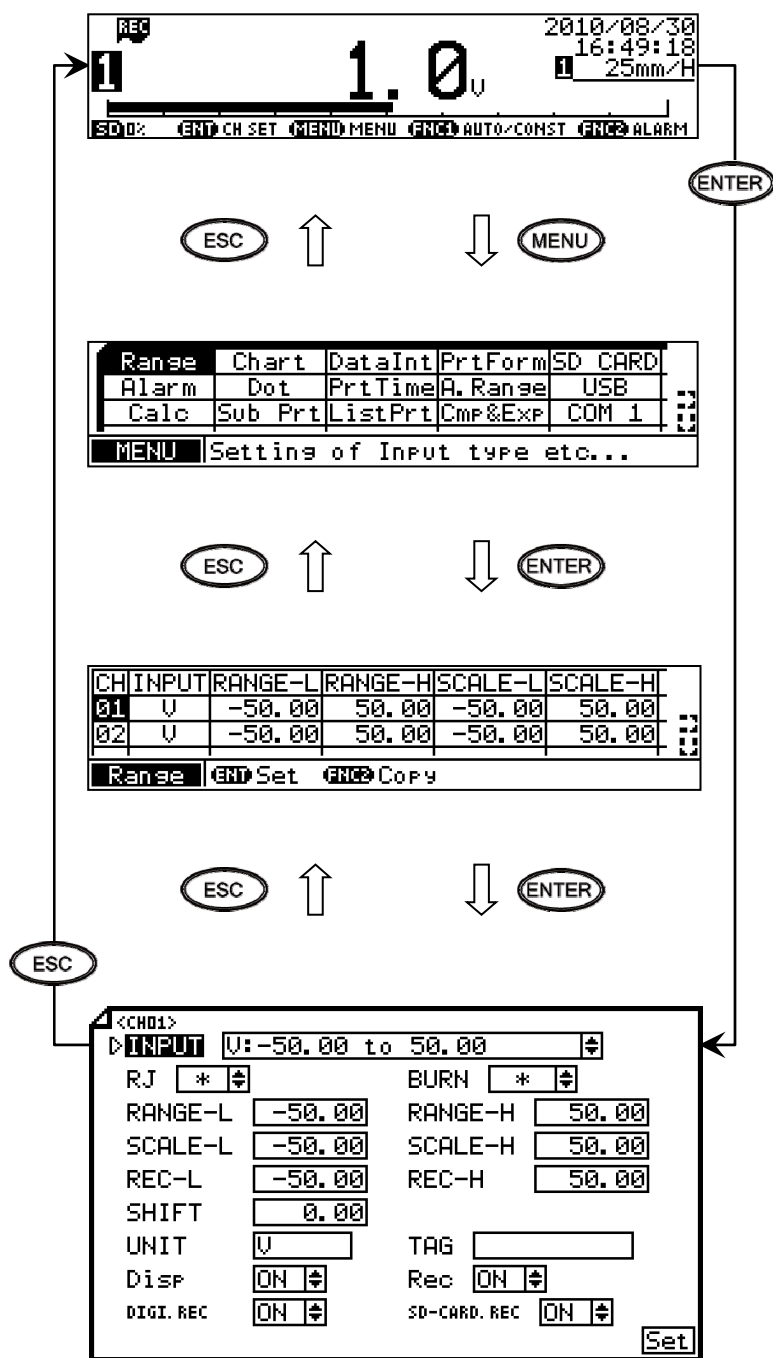 REC
2010/08/30
16:49:18
1 1.0 V 1 25mm/H
SD 0% ENT CH SET MENU MENU FNC1 AUTO/CONST FNC2 ALARM
ENTER
ESC MENU
Range Chart DataInt PrtForm SD CARD
Alarm Dot PrtTime A.Range USB
Calc Sub Prt ListPrt Cmp&Exp COM 1
MENU Setting of Input type etc...
ESC ENTER
CH INPUT RANGE-L RANGE-H SCALE-L SCALE-H
01 V -50.00 50.00 -50.00 50.00
02 V -50.00 50.00 -50.00 50.00
Range ENT Set FNC2 Copy
ESC ENTER
ESC
<CH01>
INPUT V:-50.00 to 50.00
RJ * BURN *
RANGE-L -50.00 RANGE-H 50.00
SCALE-L -50.00 SCALE-H 50.00
REC-L -50.00 REC-H 50.00
SHIFT 0.00
UNIT V TAG
Disp ON Rec ON
DIGI.REC ON SD-CARD.REC ON
Set